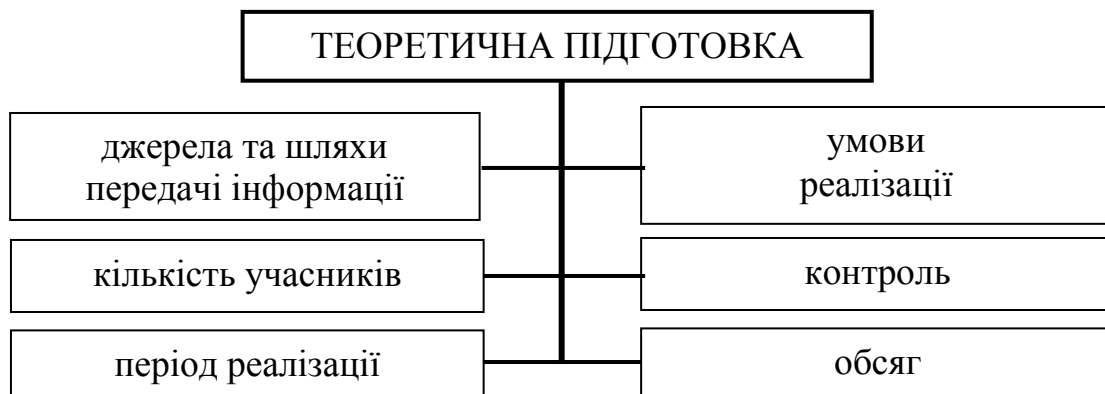 ТЕОРЕТИЧНА ПІДГОТОВКА
джерела та шляхи
передачі інформації
умови
реалізації
кількість учасників
контроль
період реалізації
обсяг